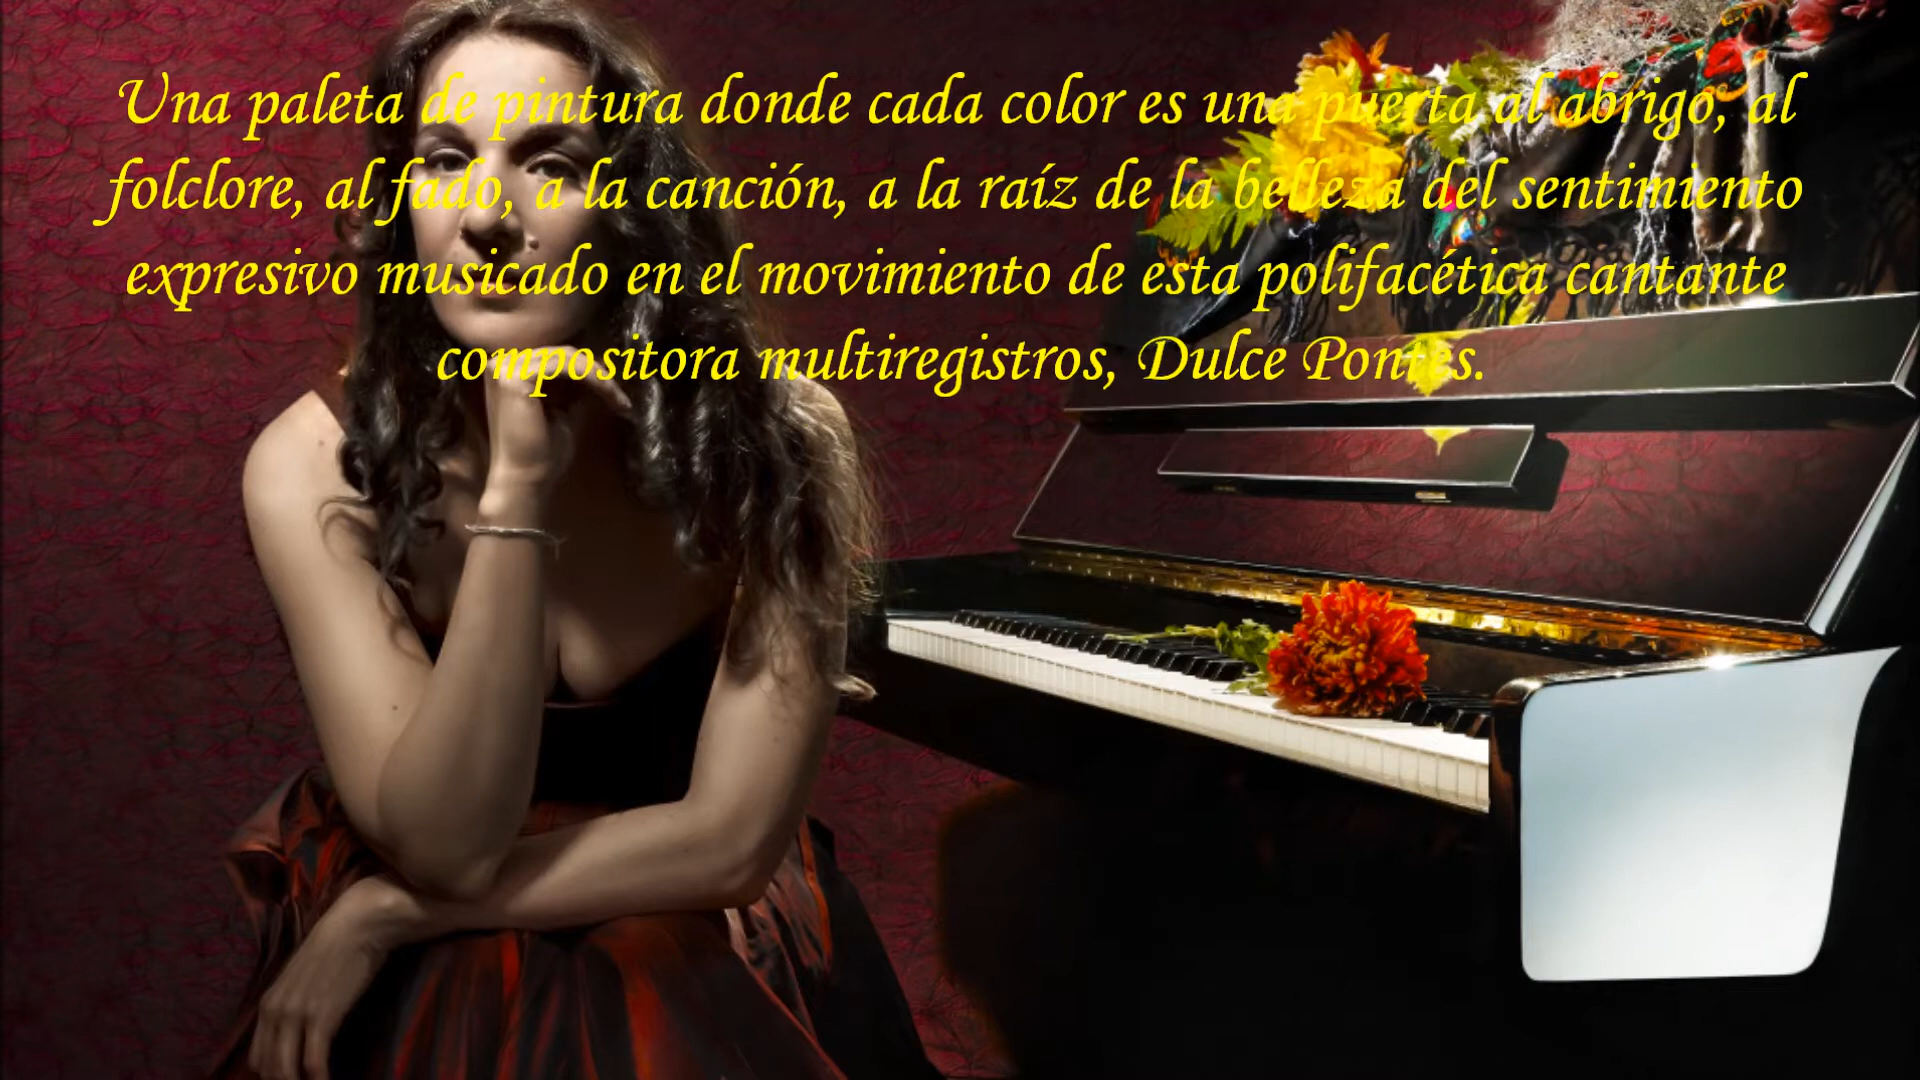 Una paleta de pintura donde cada color es una puerta al abrigo, al
folclore, al fado, a la canción, a la raíz de la belleza del sentimiento
expresivo musicado en el movimiento de esta polifacética cantante
compositora multiregistros, Dulce Pontes.